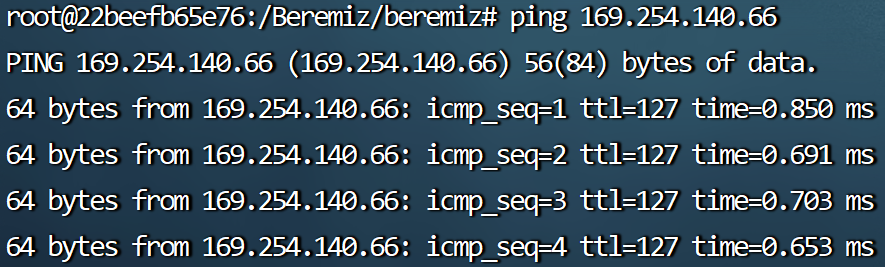 root@22beefb65e76:/Beremiz/beremiz# ping 169.254.140.66
PING 169.254.140.66 (169.254.140.66) 56(84) bytes of data.
64 bytes from 169.254.140.66: icmp_seq=1 ttl=127 time=0.850 ms
64 bytes from 169.254.140.66: icmp_seq=2 ttl=127 time=0.691 ms
64 bytes from 169.254.140.66: icmp_seq=3 ttl=127 time=0.703 ms
64 bytes from 169.254.140.66: icmp_seq=4 ttl=127 time=0.653 ms